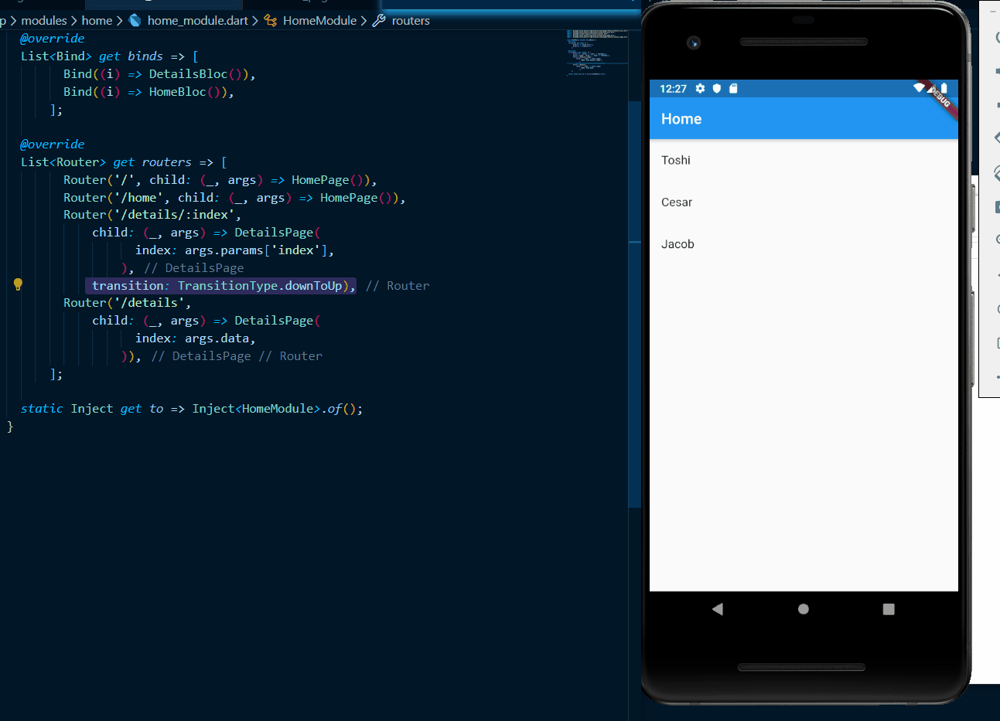 modules > home > home_module.dart > HomeModule > routers
@override
List<Bind> get binds => [
Bind((i) => DetailsBloc()),
Bind((i) => HomeBloc()),
];
@override
List<Router> get routers => [
Router('/', child: (_, args) => HomePage()),
Router('/home', child: (_, args) => HomePage()),
Router('/details/:index',
child: (_, args) => DetailsPage(
index: args.params['index'],
), // DetailsPage
transition: TransitionType.downToUp), // Router
Router('/details',
child: (_, args) => DetailsPage(
index: args.data,
)), // DetailsPage // Router
];
static Inject get to => Inject<HomeModule>.of();
}
12:27
DEBUG
Home
Toshi
Cesar
Jacob